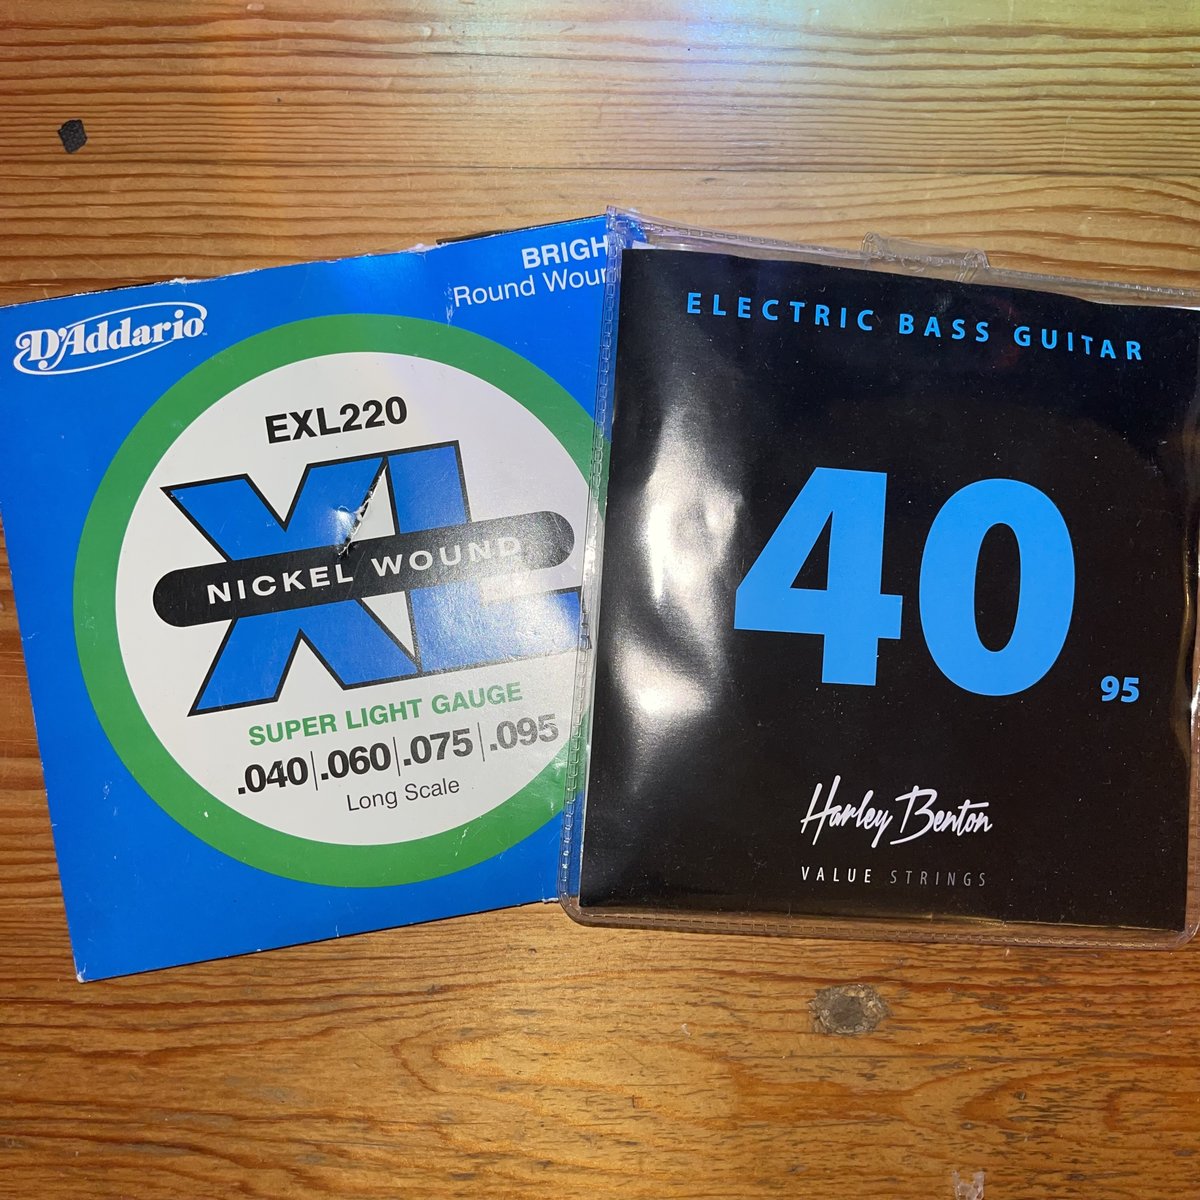 D'Addario
BRIGH
Round Woun
EXL220
XL
NICKEL WOUND
SUPER LIGHT GAUGE
.040|.060|.075|.095
Long Scale
ELECTRIC BASS GUITAR
40
95
Harley Benton
VALUE STRINGS